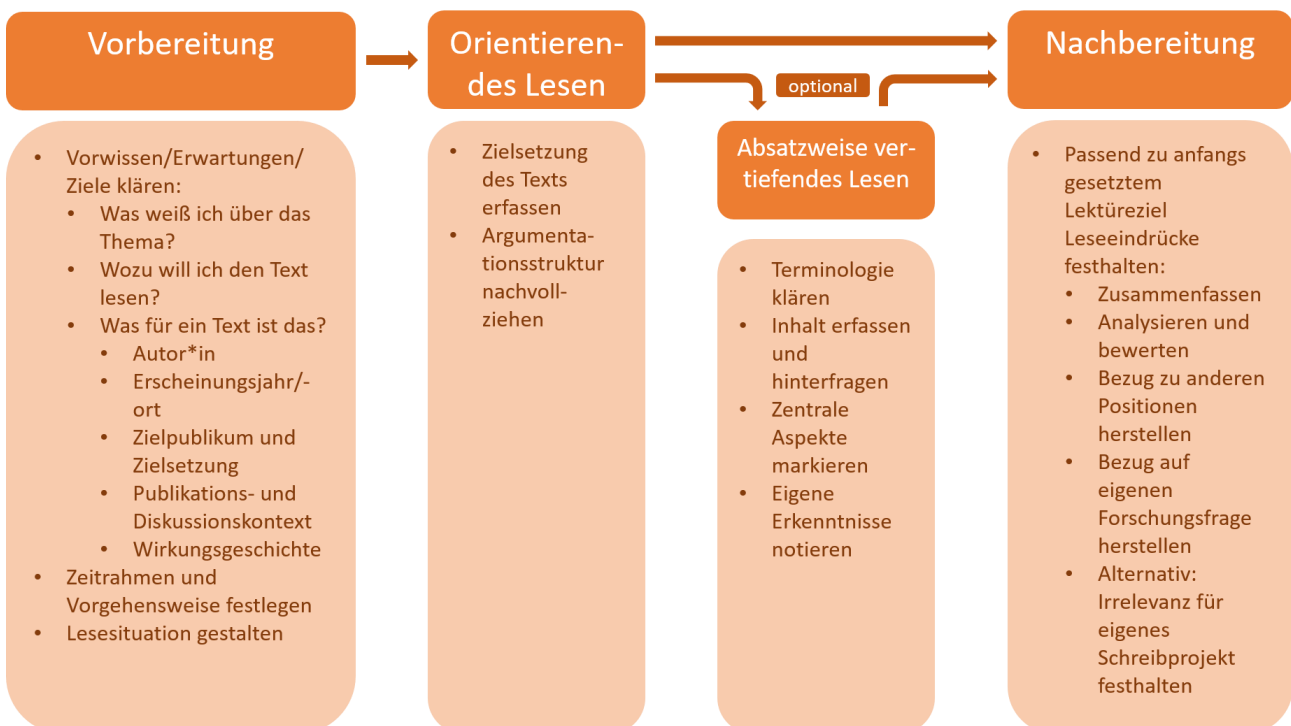 Vorbereitung
• Vorwissen/Erwartungen/
Ziele klären:
• Was weiß ich über das
Thema?
• Wozu will ich den Text
lesen?
• Was für ein Text ist das?
• Autor*in
• Erscheinungsjahr/-
ort
• Zielpublikum und
Zielsetzung
• Publikations- und
Diskussionskontext
• Wirkungsgeschichte
• Zeitrahmen und
Vorgehensweise festlegen
• Lesesituation gestalten
Orientieren-
des Lesen
• Zielsetzung
des Texts
erfassen
• Argumenta-
tionsstruktur
nachvoll-
ziehen
optional
Absatzweise ver-
tiefendes Lesen
• Terminologie
klären
• Inhalt erfassen
und
hinterfragen
• Zentrale
Aspekte
markieren
• Eigene
Erkenntnisse
notieren
Nachbereitung
• Passend zu anfangs
gesetztem
Lektüreziel
Leseeindrücke
festhalten:
• Zusammenfassen
• Analysieren und
bewerten
• Bezug zu anderen
Positionen
herstellen
• Bezug auf
eigenen
Forschungsfrage
herstellen
• Alternativ:
Irrelevanz für
eigenes
Schreibprojekt
festhalten